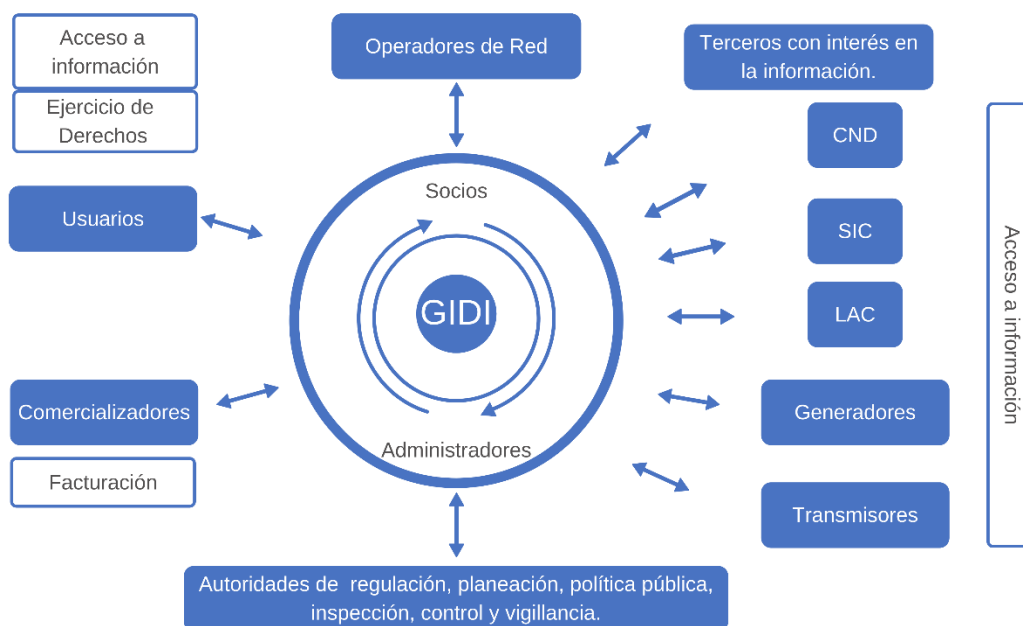 Acceso a
información
Ejercicio de
Derechos
Usuarios
Comercializadores
Facturación
Operadores de Red
Socios
GIDI
Administradores
Autoridades de regulación, planeación, política pública,
inspección, control y vigillancia.
Terceros con interés en
la información.
CND
SIC
LAC
Generadores
Transmisores
Acceso a información